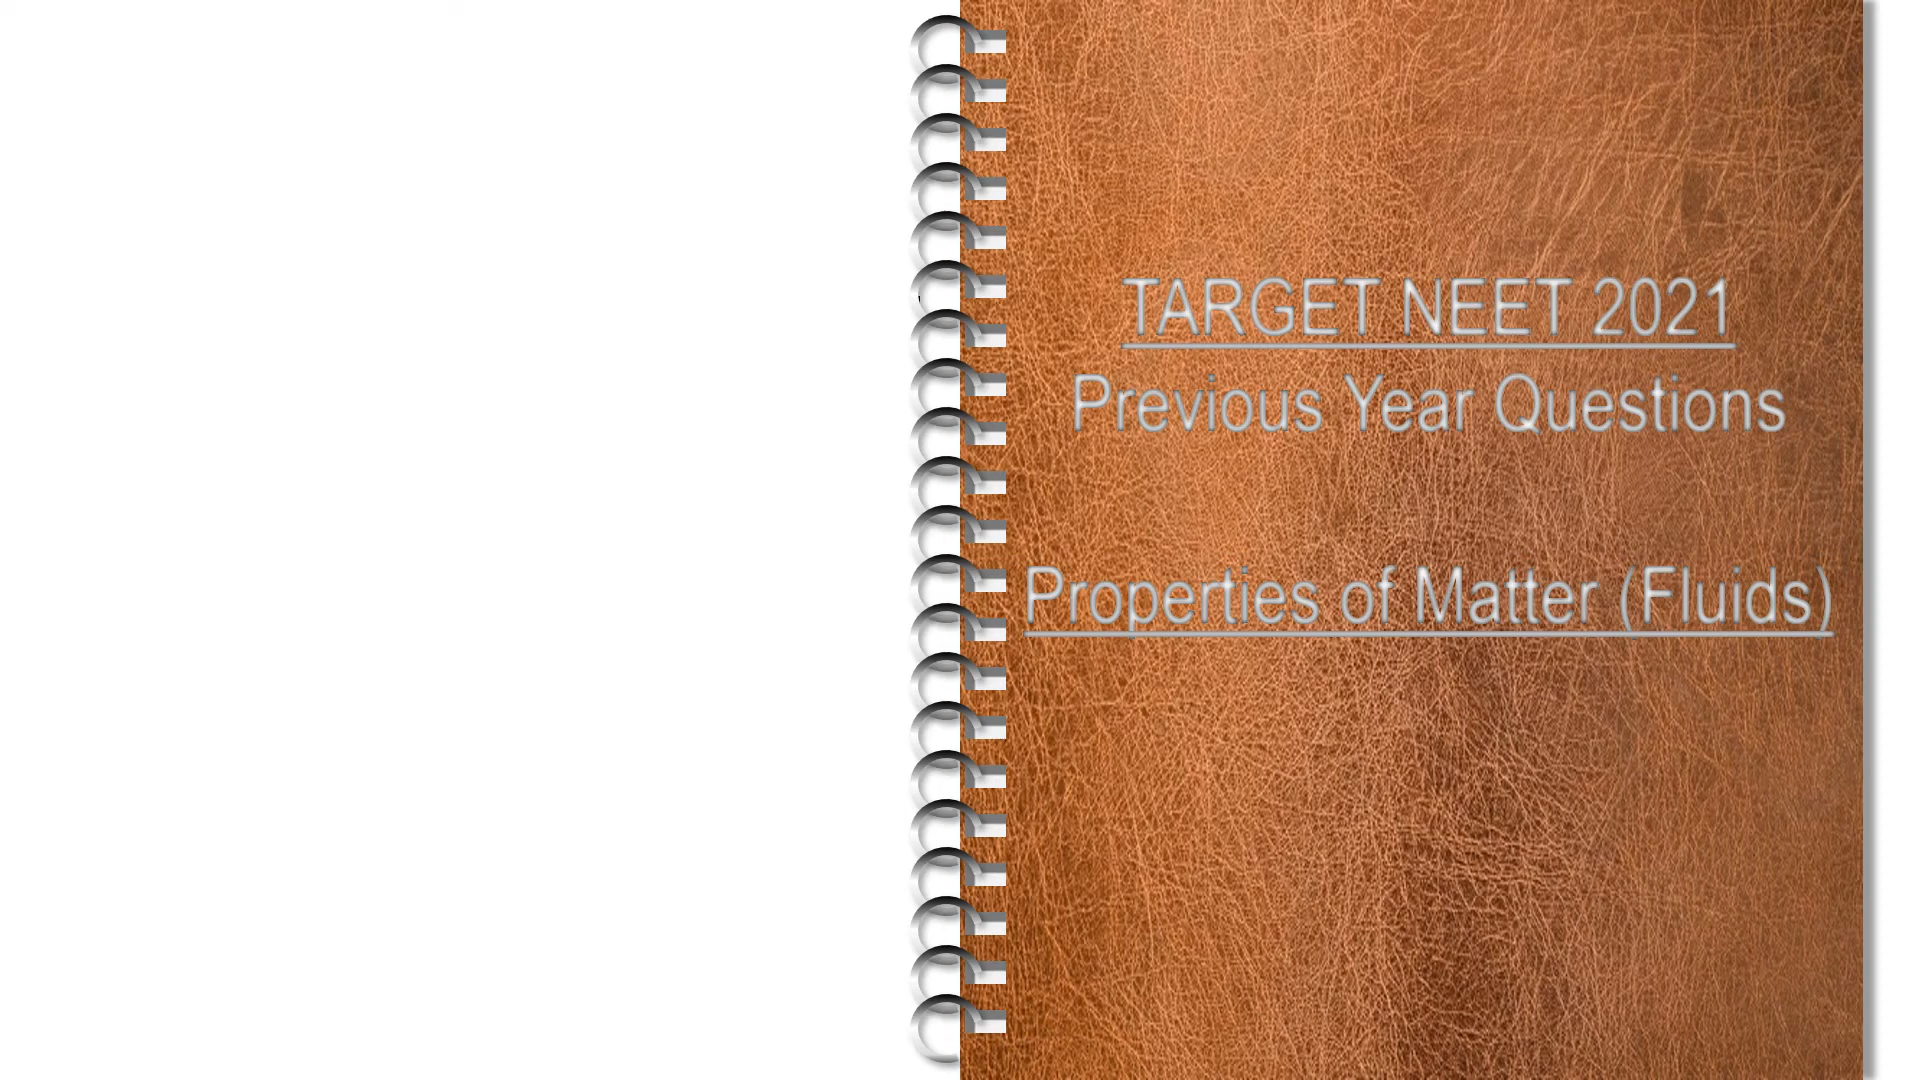 TARGET NEET 2021
Previous Year Questions
Properties of Matter (Fluids)